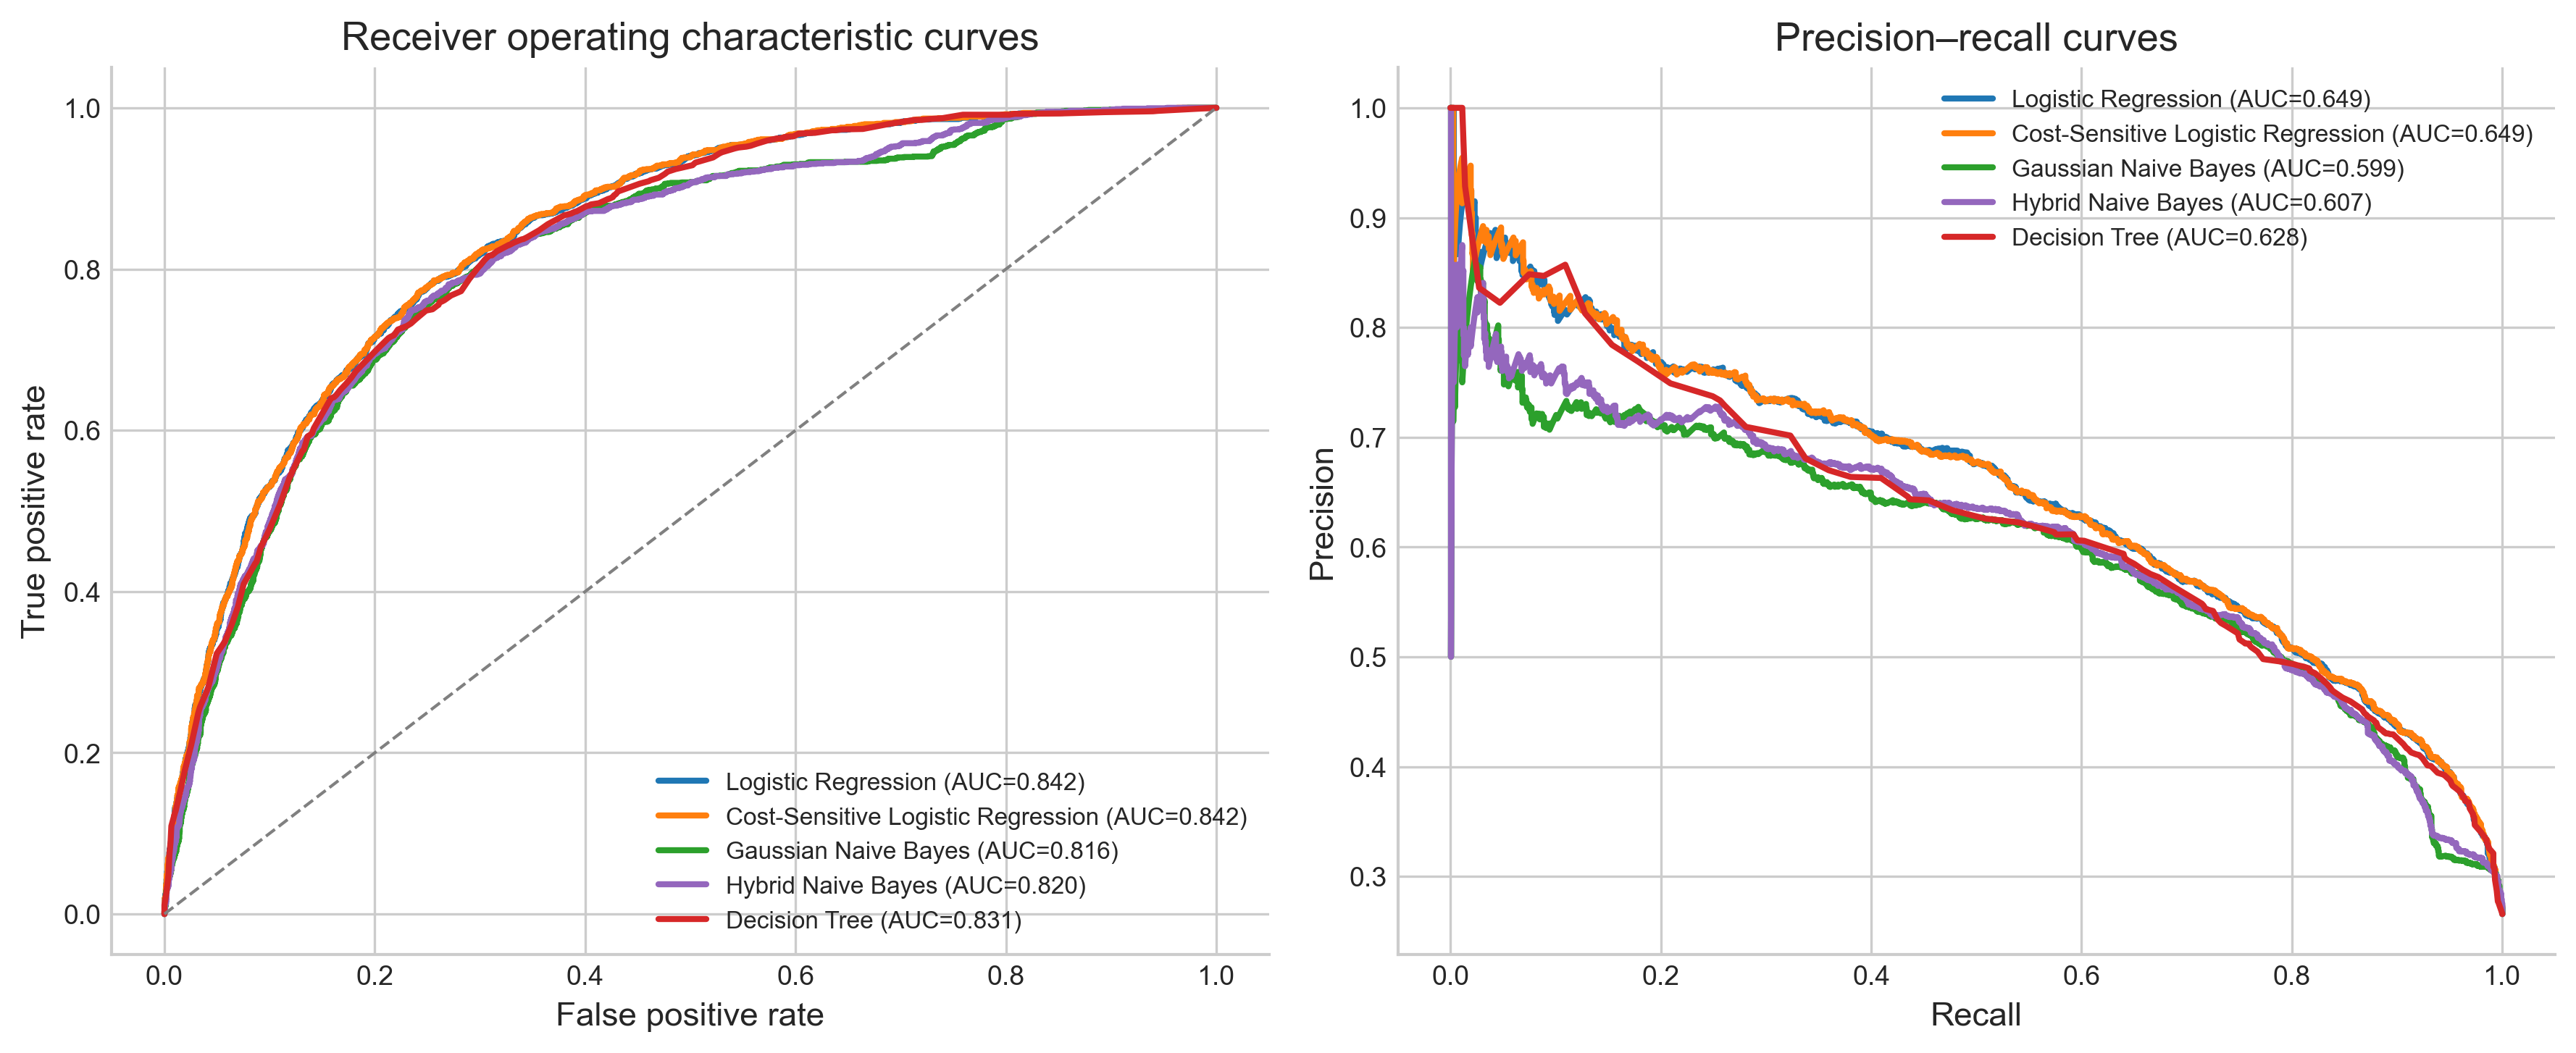 Receiver operating characteristic curves
True positive rate
1.0
0.8
0.6
0.4
0.2
0.0
Logistic Regression (AUC=0.842)
Cost-Sensitive Logistic Regression (AUC=0.842)
Gaussian Naive Bayes (AUC=0.816)
Hybrid Naive Bayes (AUC=0.820)
Decision Tree (AUC=0.831)
0.0 0.2 0.4 0.6 0.8 1.0
False positive rate
Precision–recall curves
Precision
1.0
0.9
0.8
0.7
0.6
0.5
0.4
0.3
Logistic Regression (AUC=0.649)
Cost-Sensitive Logistic Regression (AUC=0.649)
Gaussian Naive Bayes (AUC=0.599)
Hybrid Naive Bayes (AUC=0.607)
Decision Tree (AUC=0.628)
0.0 0.2 0.4 0.6 0.8 1.0
Recall